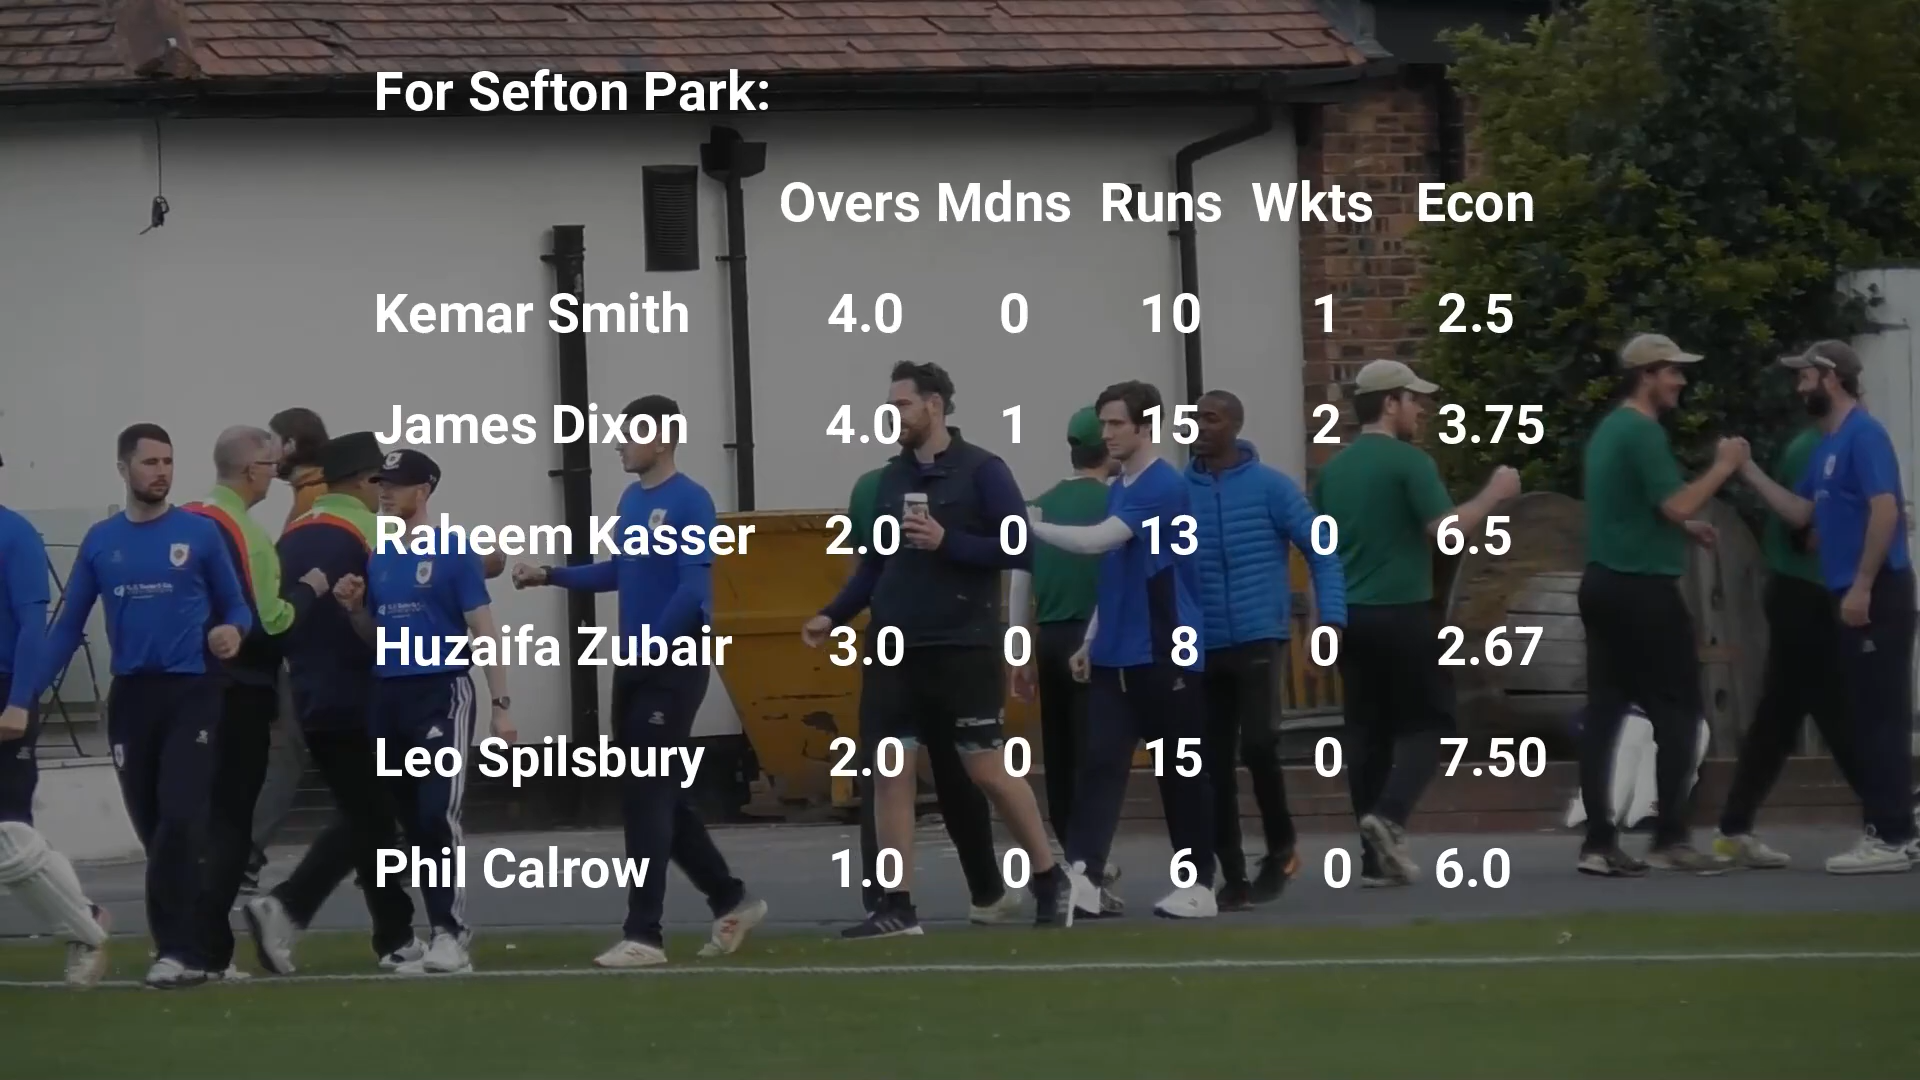 For Sefton Park:
Overs Mdns Runs Wkts Econ
Kemar Smith 4.0 0 10 1 2.5
James Dixon 4.0 1 15 2 3.75
Raheem Kasser 2.0 0 13 0 6.5
Huzaifa Zubair 3.0 0 8 0 2.67
Leo Spilsbury 2.0 0 15 0 7.50
Phil Calrow 1.0 0 6 0 6.0